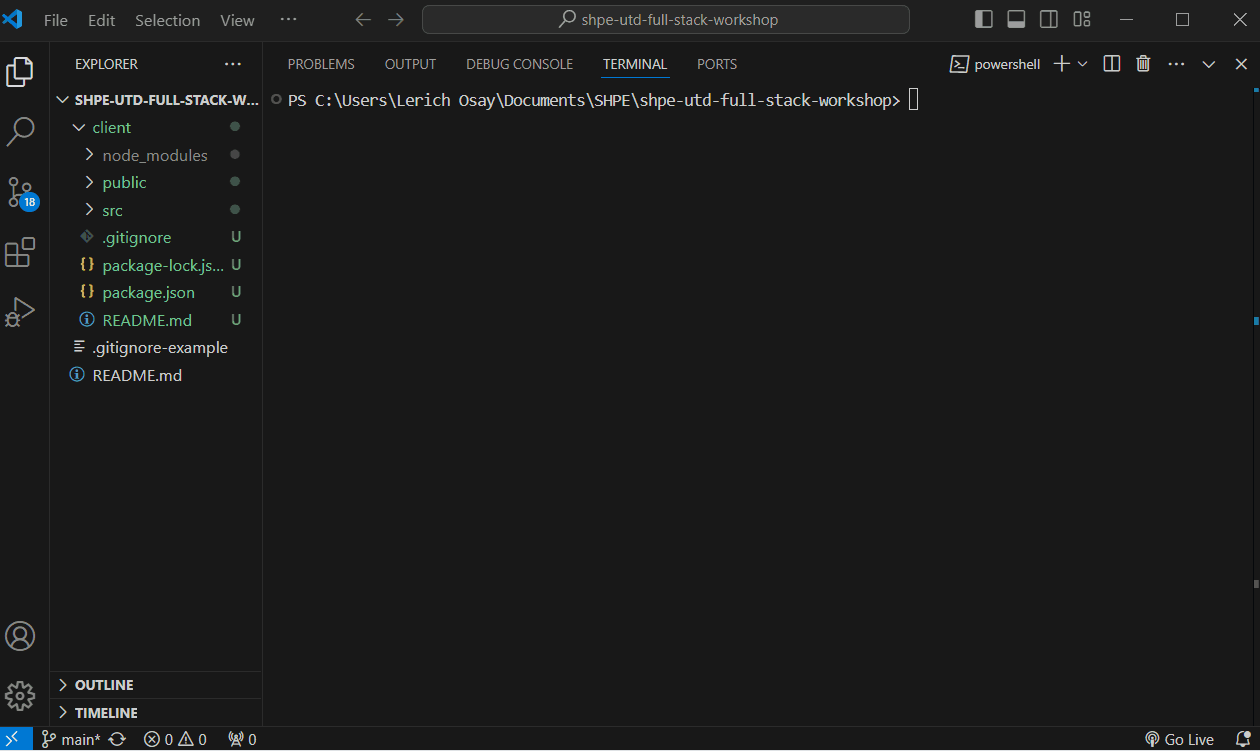 File Edit Selection View ··· shpe-utd-full-stack-workshop
EXPLORER ···
PROBLEMS OUTPUT DEBUG CONSOLE TERMINAL PORTS powershell ···
SHPE-UTD-FULL-STACK-W...
PS C:\Users\Lerich Osay\Documents\SHPE\shpe-utd-full-stack-workshop>
client
node_modules
public
18
src
.gitignore U
{} package-lock.js... U
{} package.json U
README.md U
.gitignore-example
README.md
OUTLINE
TIMELINE
main* 0 0 0 Go Live